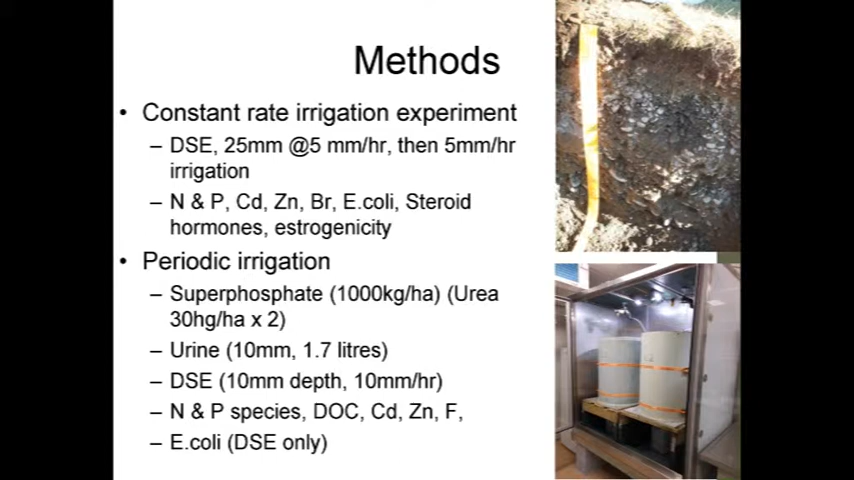 Methods
• Constant rate irrigation experiment
– DSE, 25mm @5 mm/hr, then 5mm/hr
irrigation
– N & P, Cd, Zn, Br, E.coli, Steroid
hormones, estrogenicity
• Periodic irrigation
– Superphosphate (1000kg/ha) (Urea
30hg/ha x 2)
– Urine (10mm, 1.7 litres)
– DSE (10mm depth, 10mm/hr)
– N & P species, DOC, Cd, Zn, F,
– E.coli (DSE only)